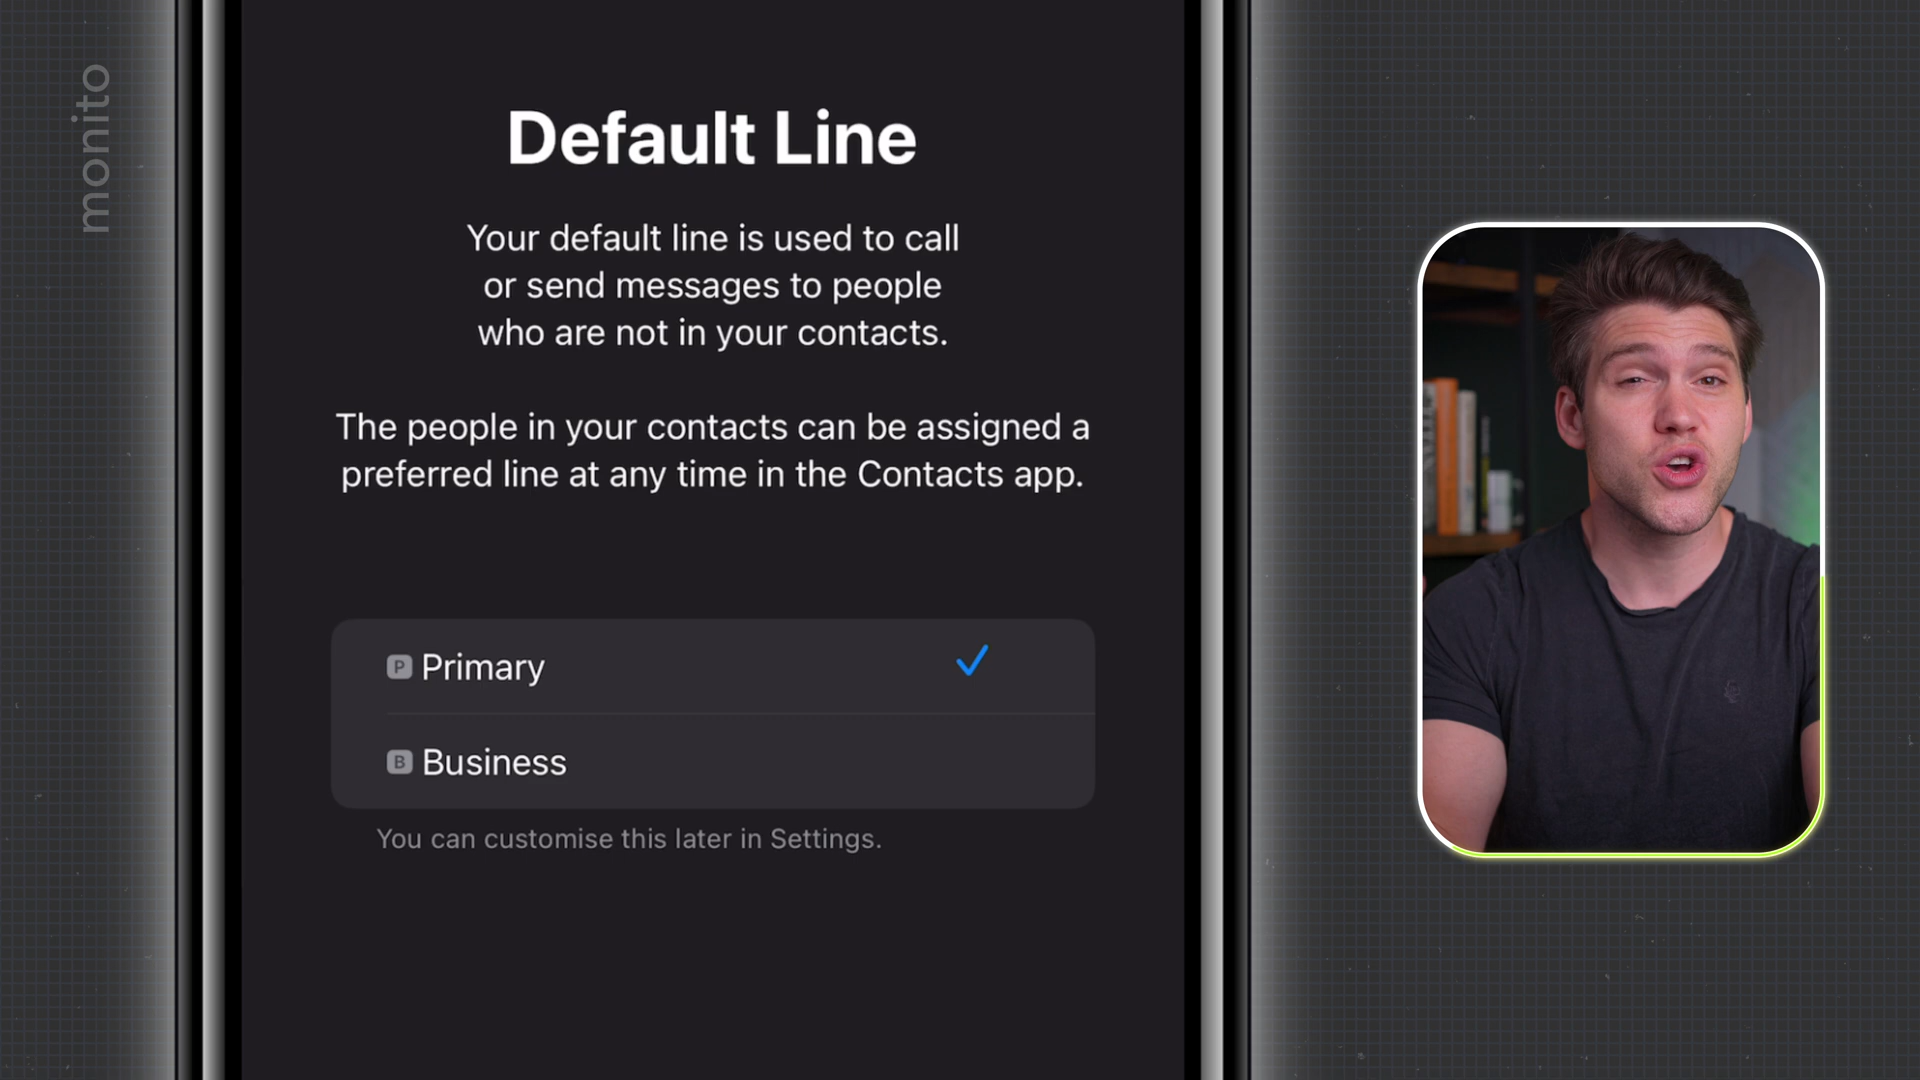 monito
Default Line
Your default line is used to call
or send messages to people
who are not in your contacts.
The people in your contacts can be assigned a
preferred line at any time in the Contacts app.
P Primary
B Business
You can customise this later in Settings.